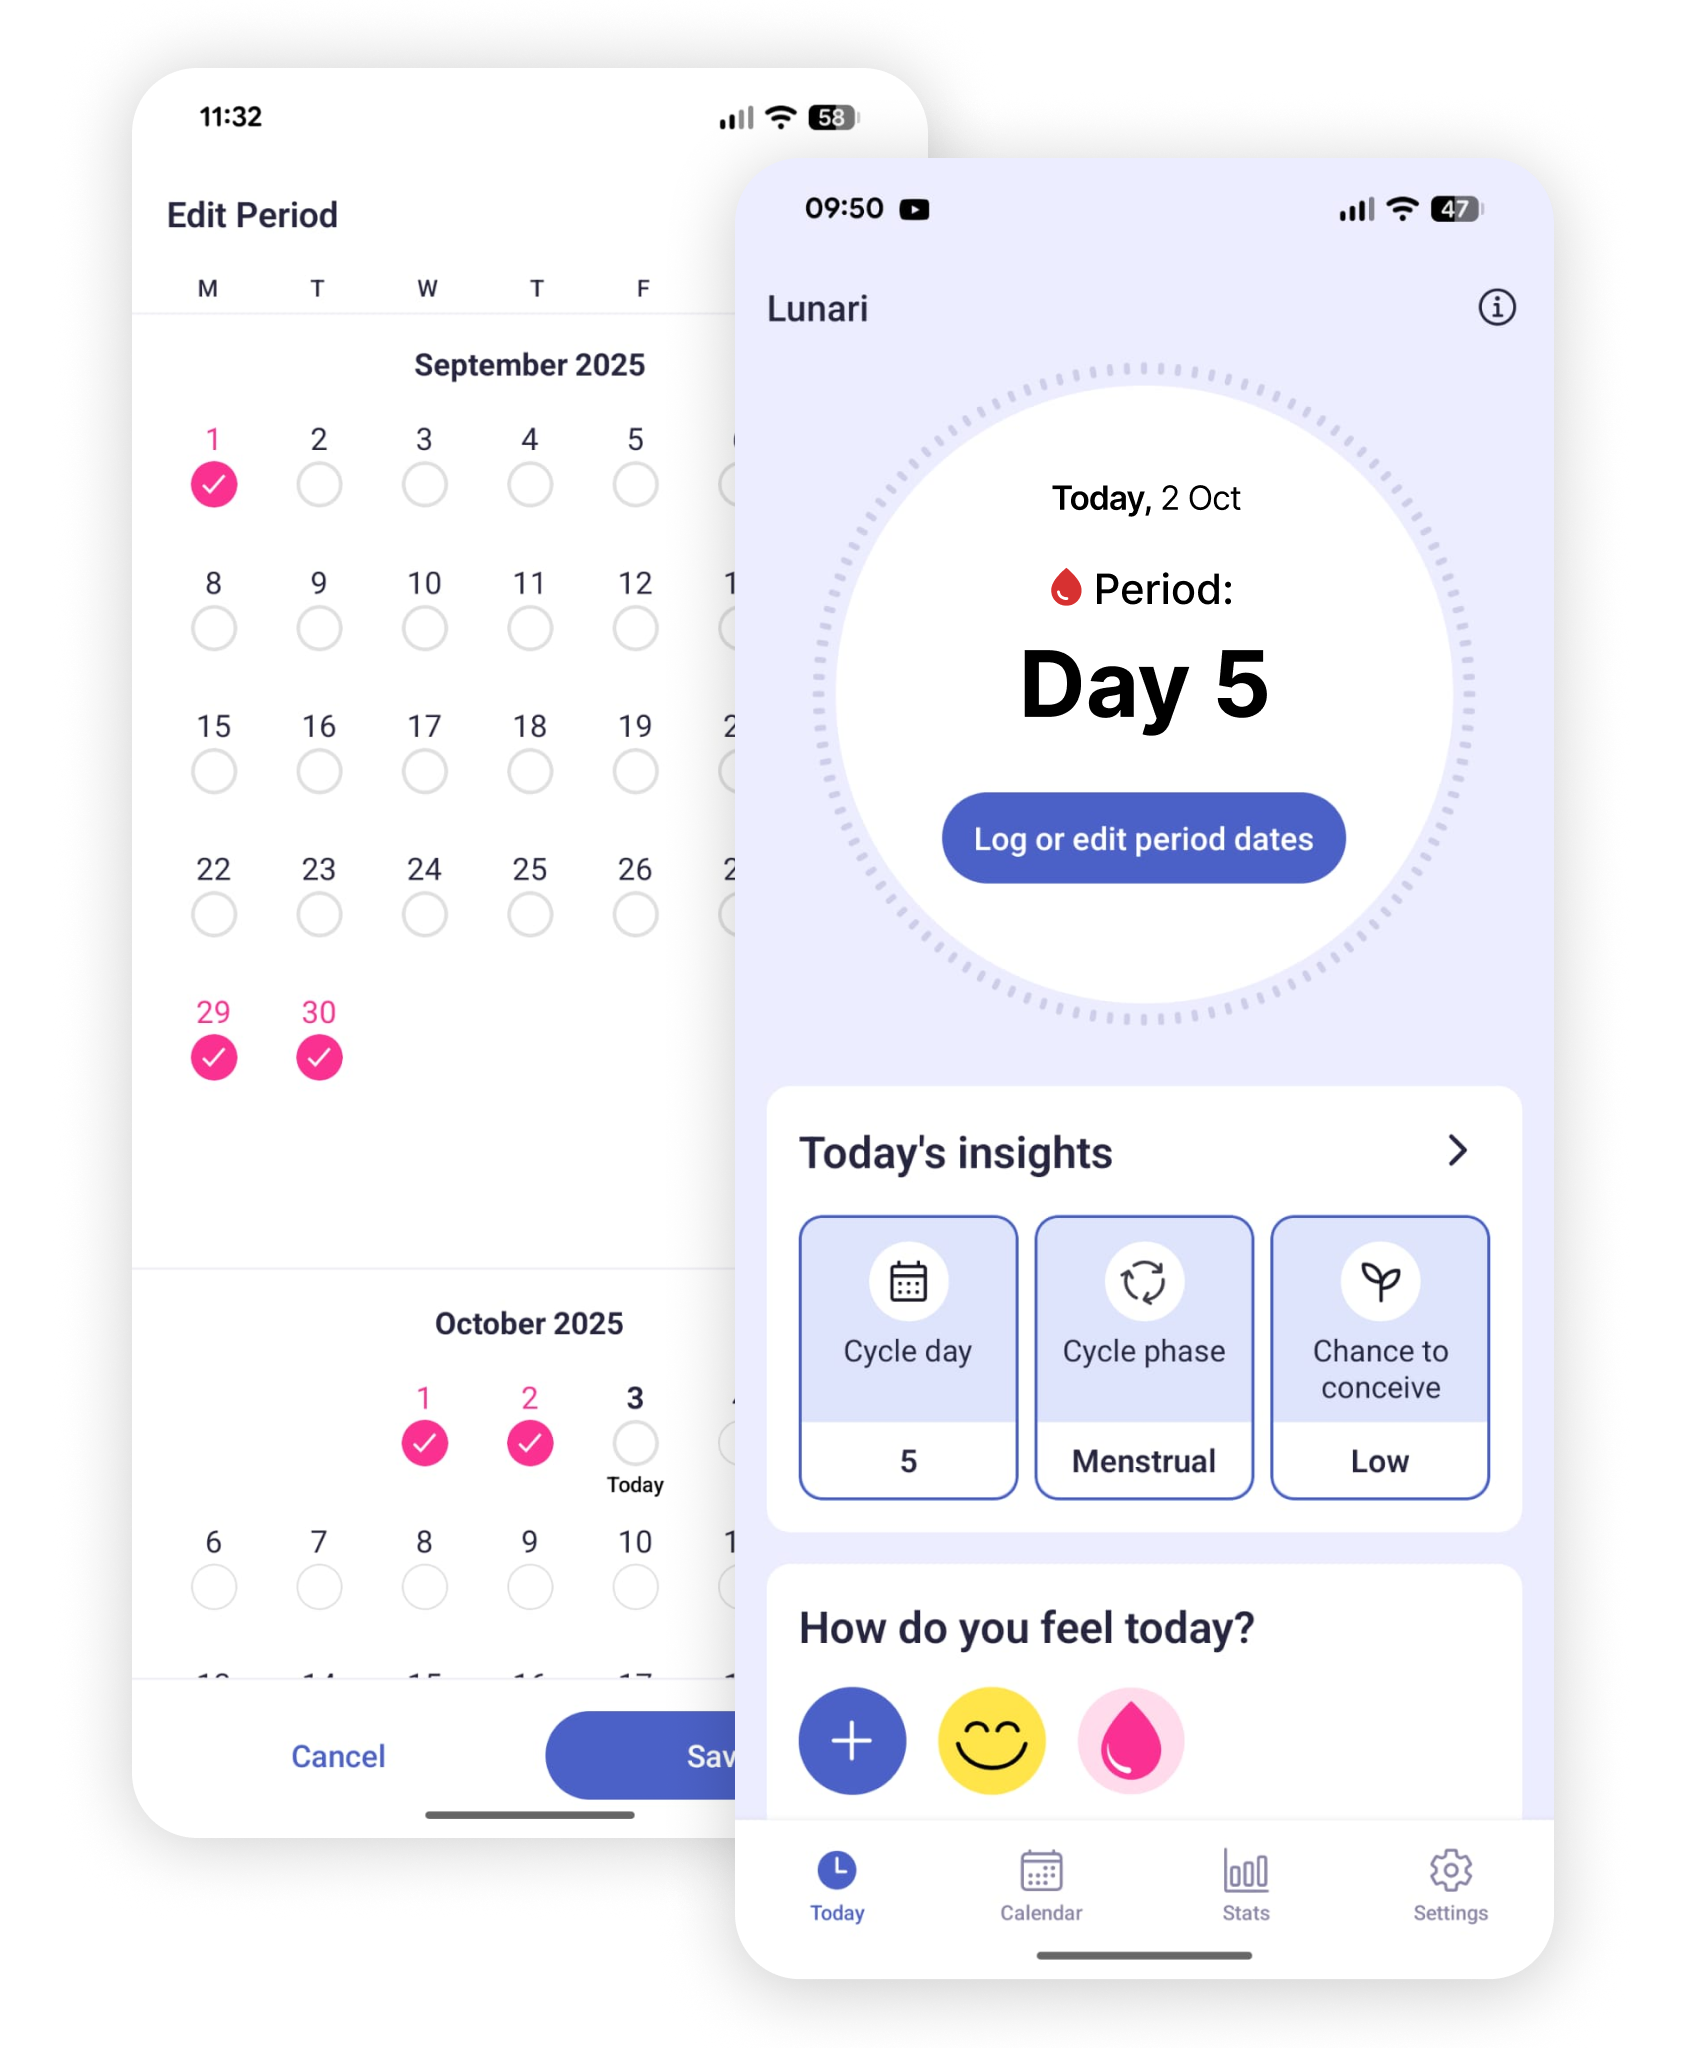 11:32
58
Edit Period
M T W T F
September 2025
1 2 3 4 5
8 9 10 11 12
15 16 17 18 19
22 23 24 25 26
29 30
October 2025
1 2 3
Today
6 7 8 9 10
Cancel
09:50
47
Lunari
Today, 2 Oct
Period:
Day 5
Log or edit period dates
Today's insights
Cycle day
5
Cycle phase
Menstrual
Chance to
conceive
Low
How do you feel today?
Today Calendar Stats Settings